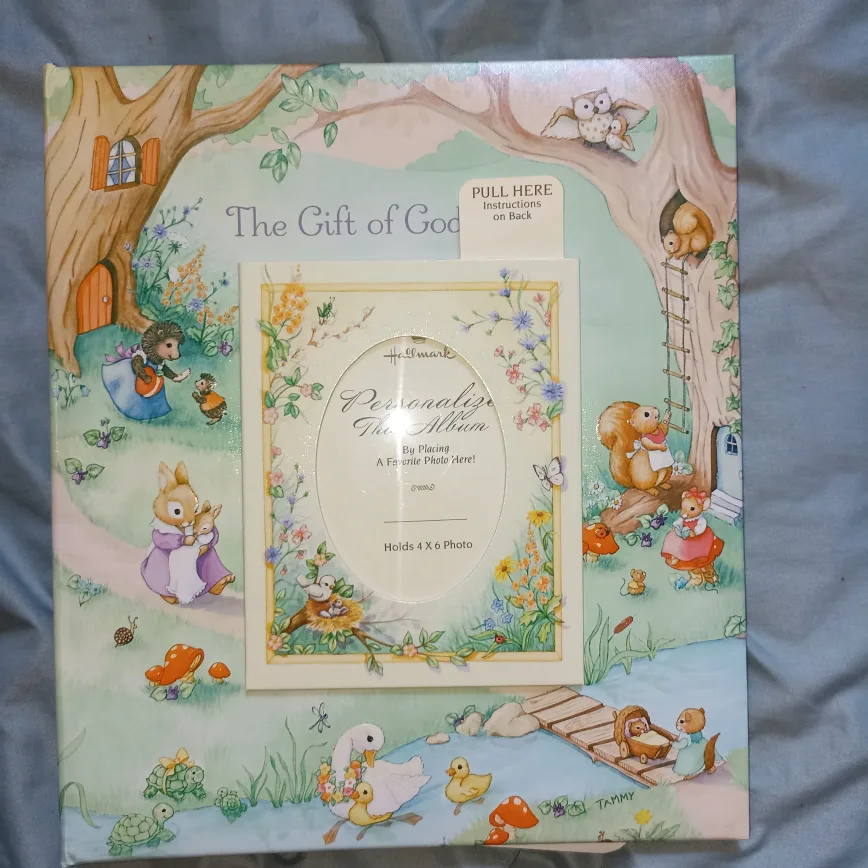 The Gift of God
PULL HERE
Instructions
on Back
Hallmark
Personalize
This Album
By Placing
A Favorite Photo Here!
Holds 4 X 6 Photo
TAMMY